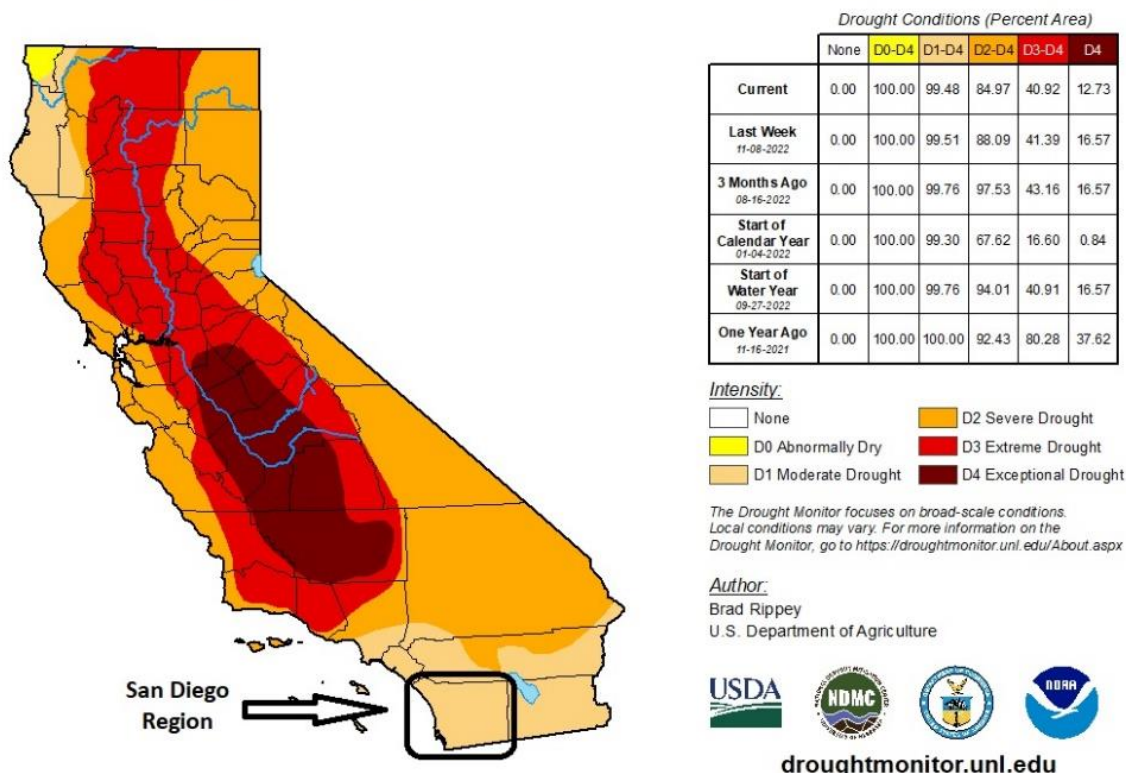 Drought Conditions (Percent Area)
None D0-D4 D1-D4 D2-D4 D3-D4 D4
Current 0.00 100.00 99.48 84.97 40.92 12.73
Last Week
11-08-2022 0.00 100.00 99.51 88.09 41.39 16.57
3 Months Ago
08-16-2022 0.00 100.00 99.76 97.53 43.16 16.57
Start of
Calendar Year
01-04-2022 0.00 100.00 99.30 67.62 16.60 0.84
Start of
Water Year
09-27-2022 0.00 100.00 99.76 94.01 40.91 16.57
One Year Ago
11-16-2021 0.00 100.00 100.00 92.43 80.28 37.62
Intensity:
None
D0 Abnormally Dry
D1 Moderate Drought
D2 Severe Drought
D3 Extreme Drought
D4 Exceptional Drought
The Drought Monitor focuses on broad-scale conditions.
Local conditions may vary. For more information on the
Drought Monitor, go to https://droughtmonitor.unl.edu/About.aspx
Author:
Brad Rippey
U.S. Department of Agriculture
San Diego
Region
USDA
NDMC
NOAA
droughtmonitor.unl.edu